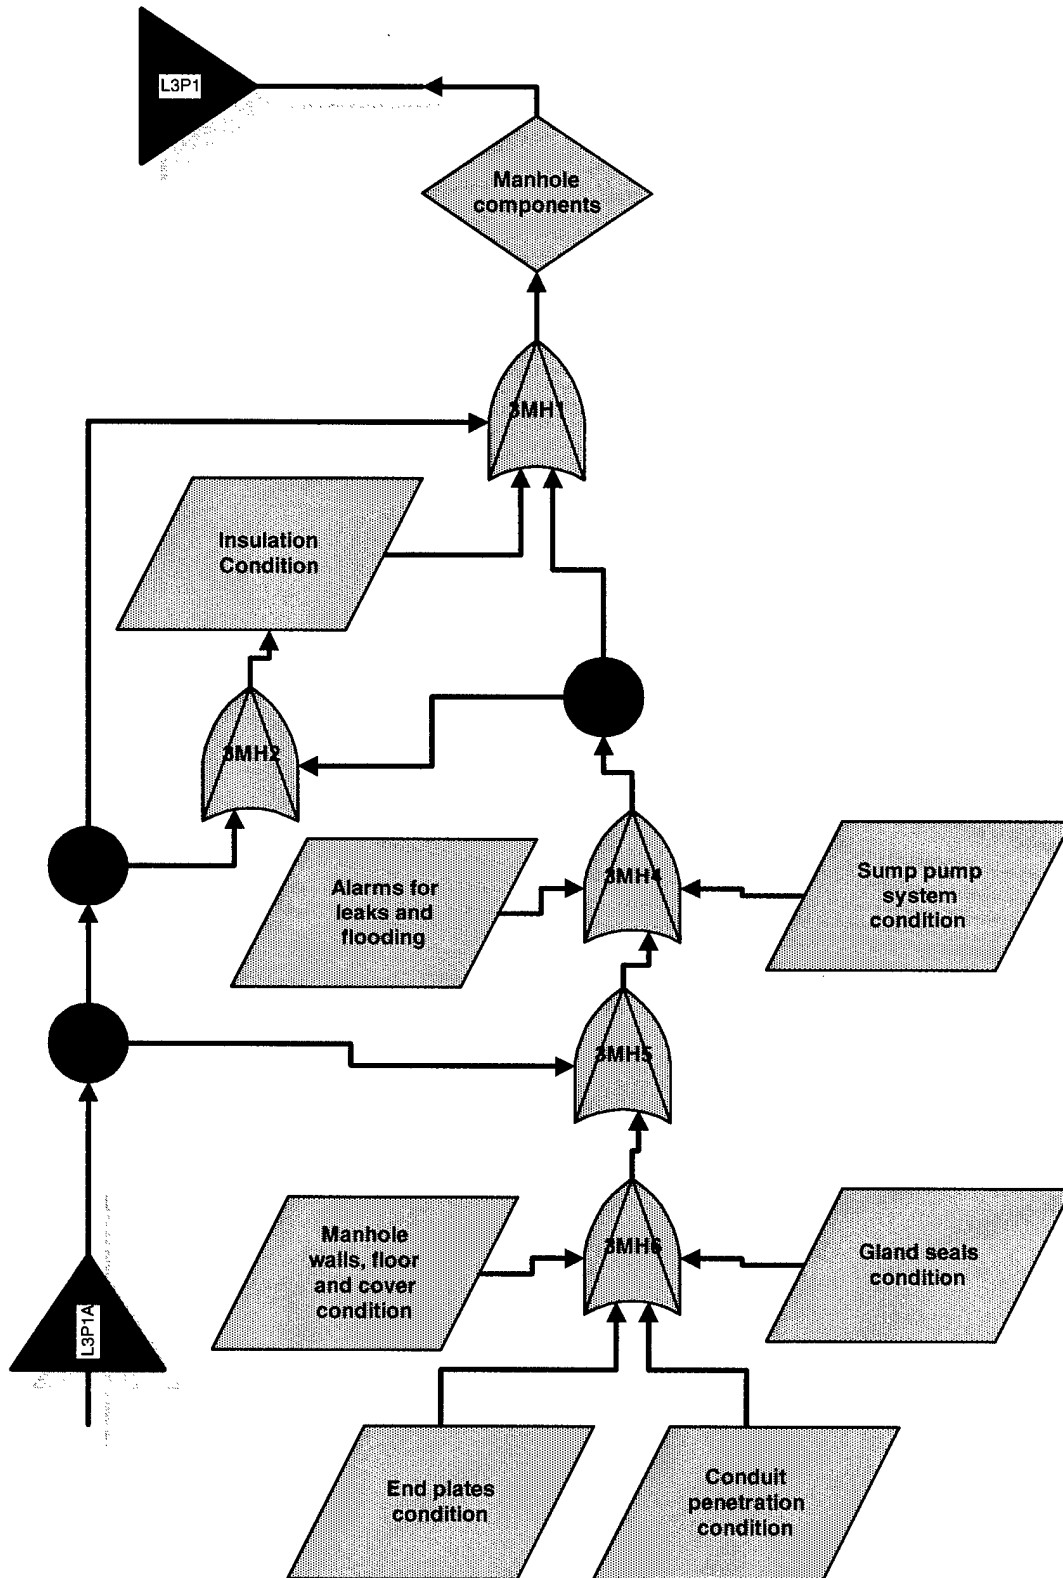 L3P1
Manhole
components
3MH1
Insulation
Condition
3MH2
Alarms for
leaks and
flooding
3MH4
Sump pump
system
condition
3MH5
Manhole
walls, floor
and cover
condition
3MH6
Gland seals
condition
L3P1A
End plates
condition
Conduit
penetration
condition